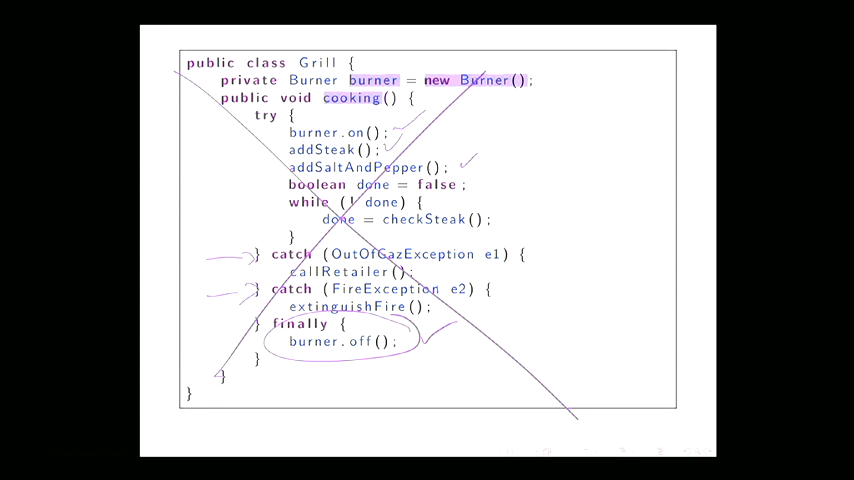 public class Grill {
private Burner burner = new Burner();
public void cooking() {
try {
burner.on();
addSteak();
addSaltAndPepper();
boolean done = false;
while (! done) {
done = checkSteak();
}
} catch (OutOfGazException e1) {
callRetailer();
} catch (FireException e2) {
extinguishFire();
} finally {
burner.off();
}
}
}